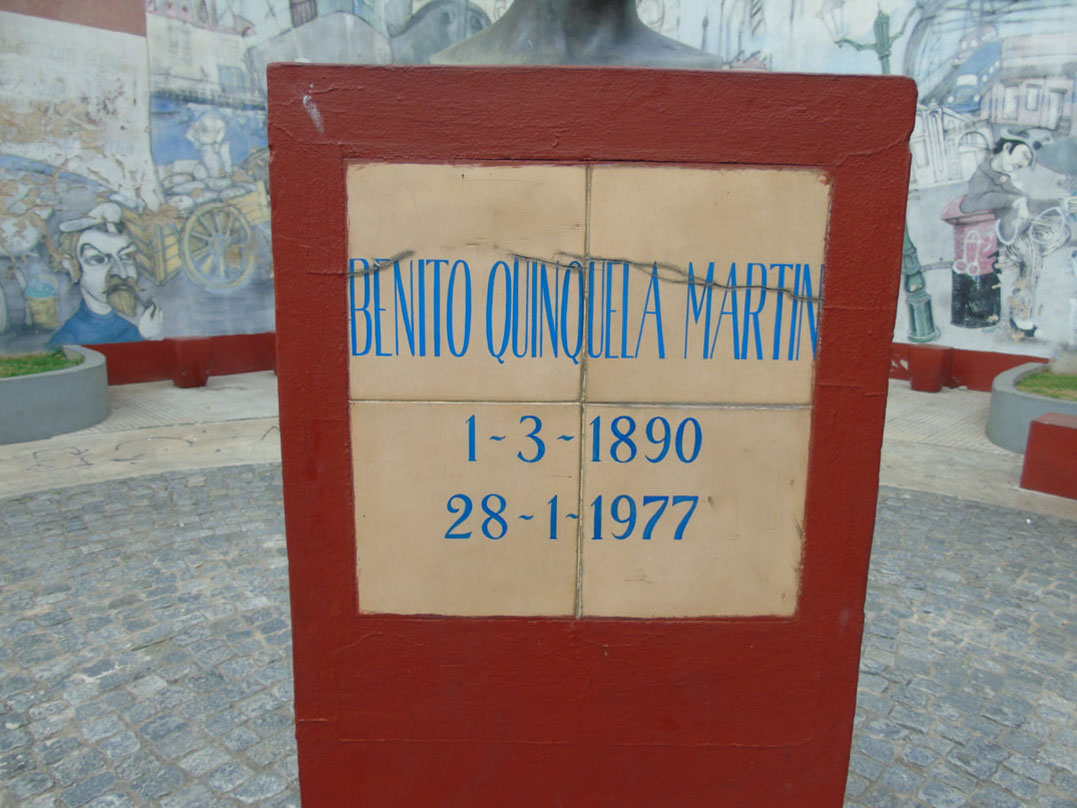 BENITO QUINQUELA MARTIN
1-3-1890
28-1-1977